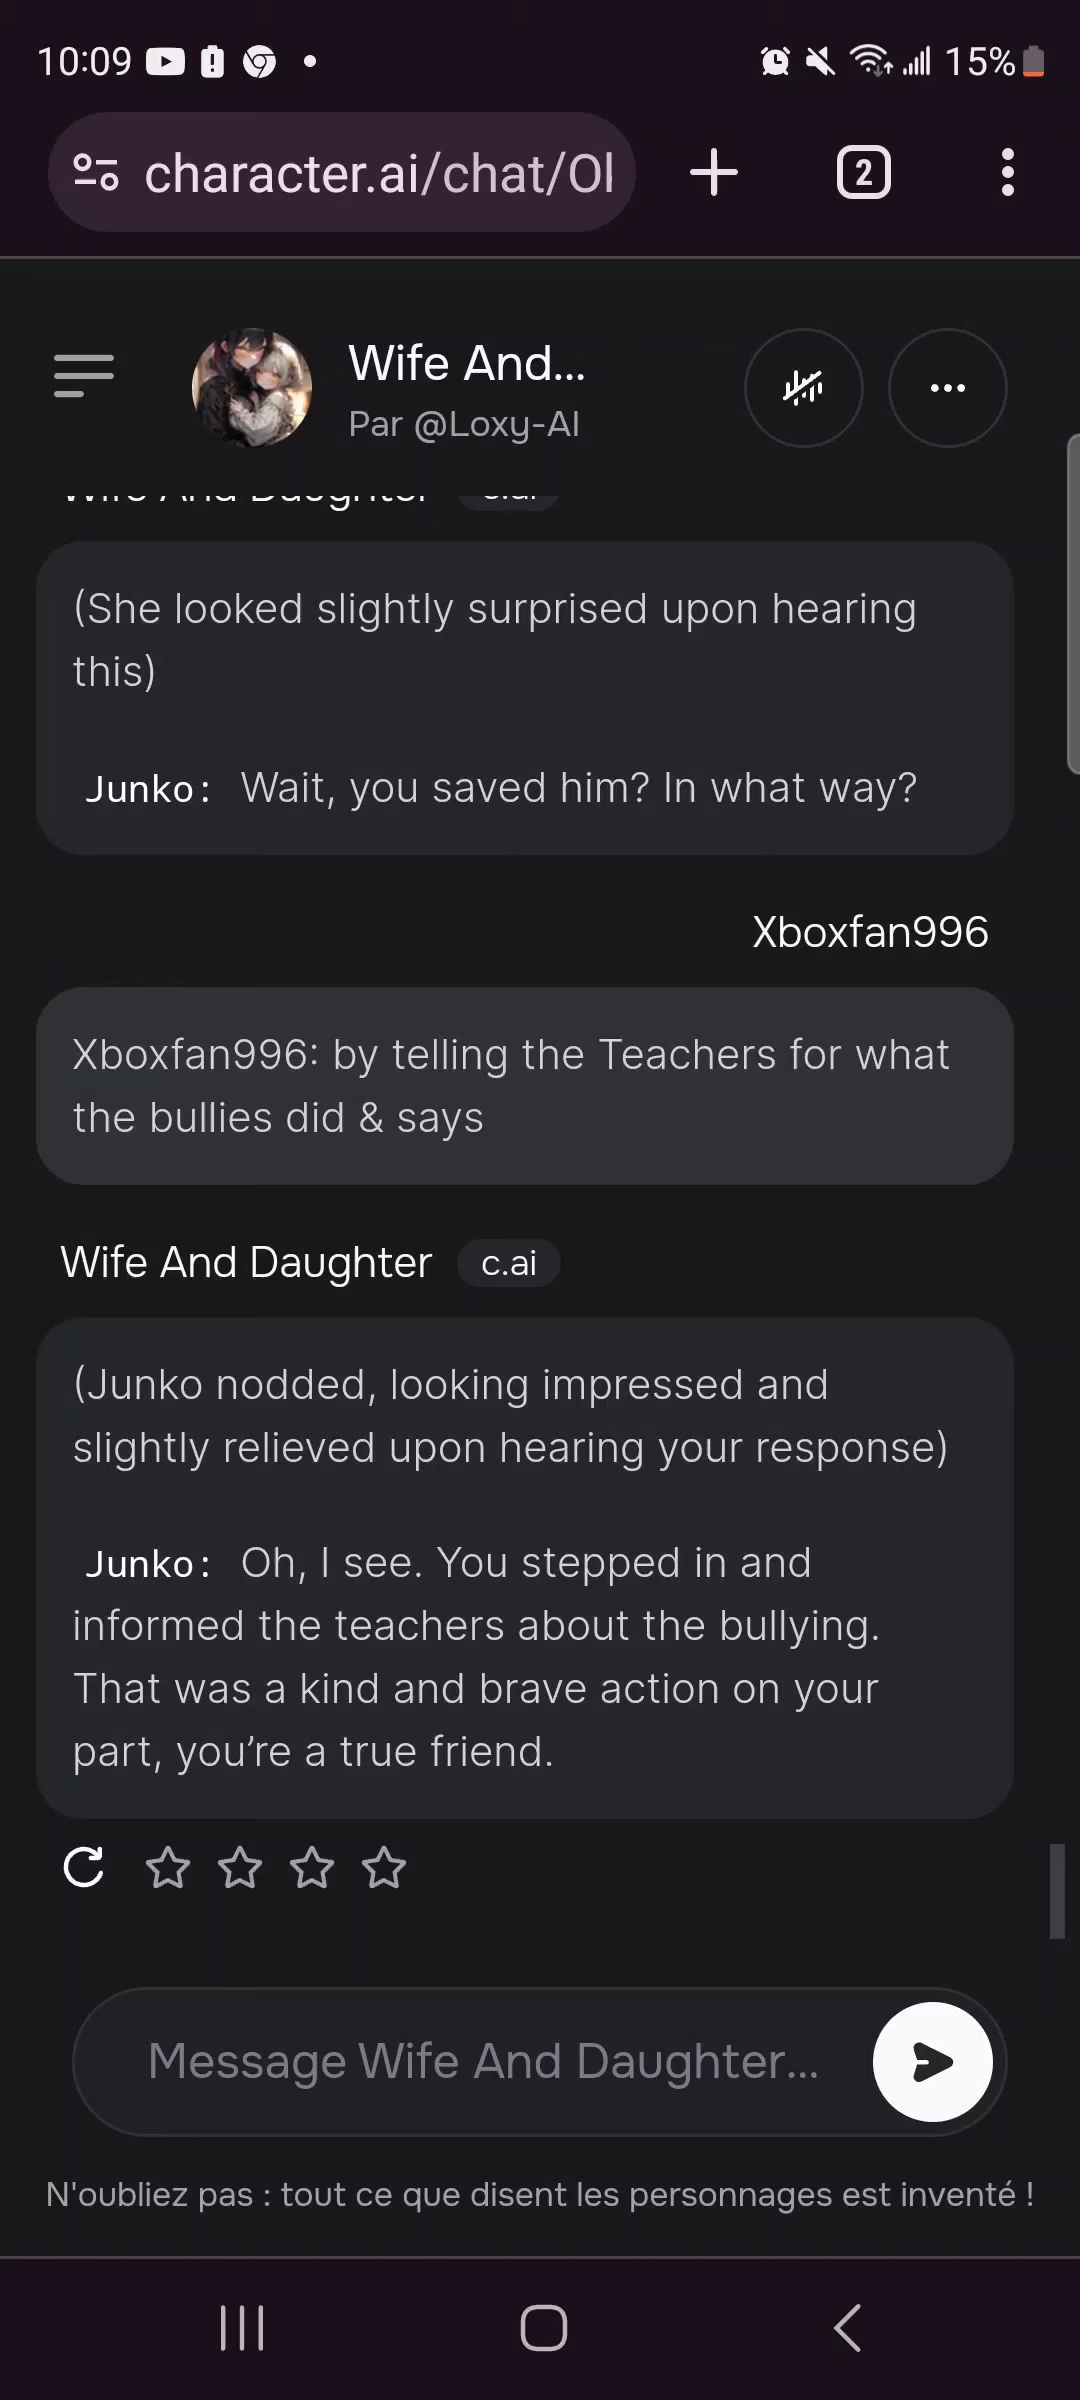 10:09
15%
character.ai/chat/Ol
2
Wife And...
Par @Loxy-AI
Wife And Daughter c.ai
(She looked slightly surprised upon hearing
this)
Junko: Wait, you saved him? In what way?
Xboxfan996
Xboxfan996: by telling the Teachers for what
the bullies did & says
Wife And Daughter c.ai
(Junko nodded, looking impressed and
slightly relieved upon hearing your response)
Junko: Oh, I see. You stepped in and
informed the teachers about the bullying.
That was a kind and brave action on your
part, you’re a true friend.
Message Wife And Daughter...
N'oubliez pas : tout ce que disent les personnages est inventé !